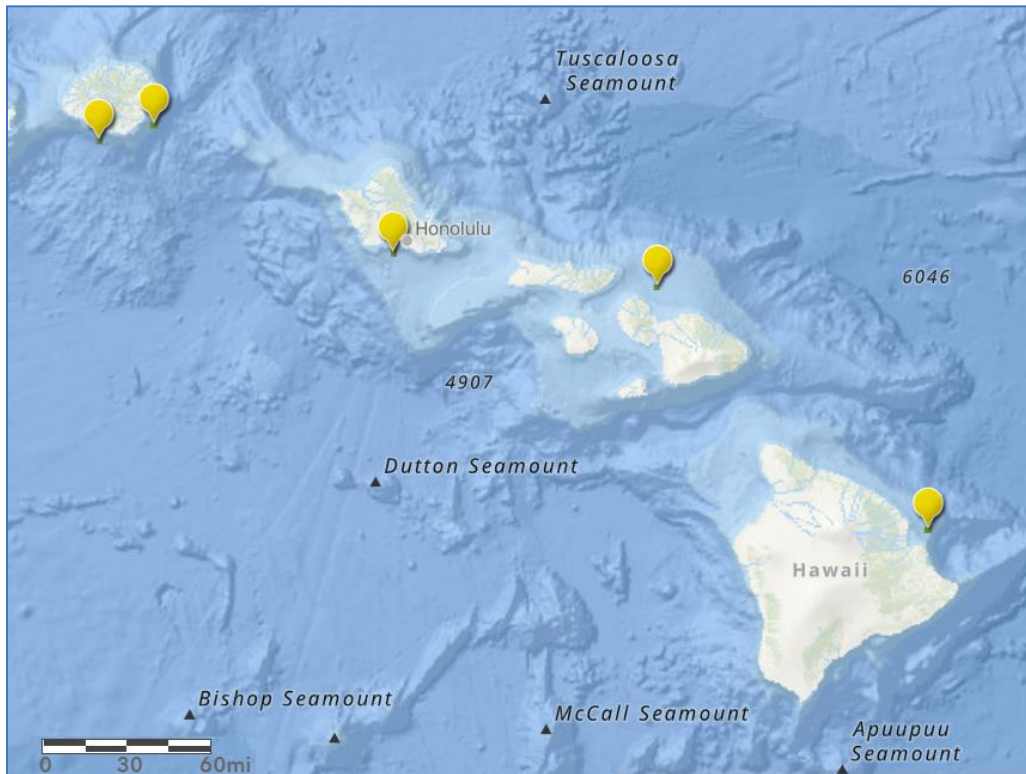 Tuscaloosa
Seamount
Honolulu
6046
4907
Dutton Seamount
Hawaii
Bishop Seamount
McCall Seamount
Apuupuu
Seamount
0 30 60mi